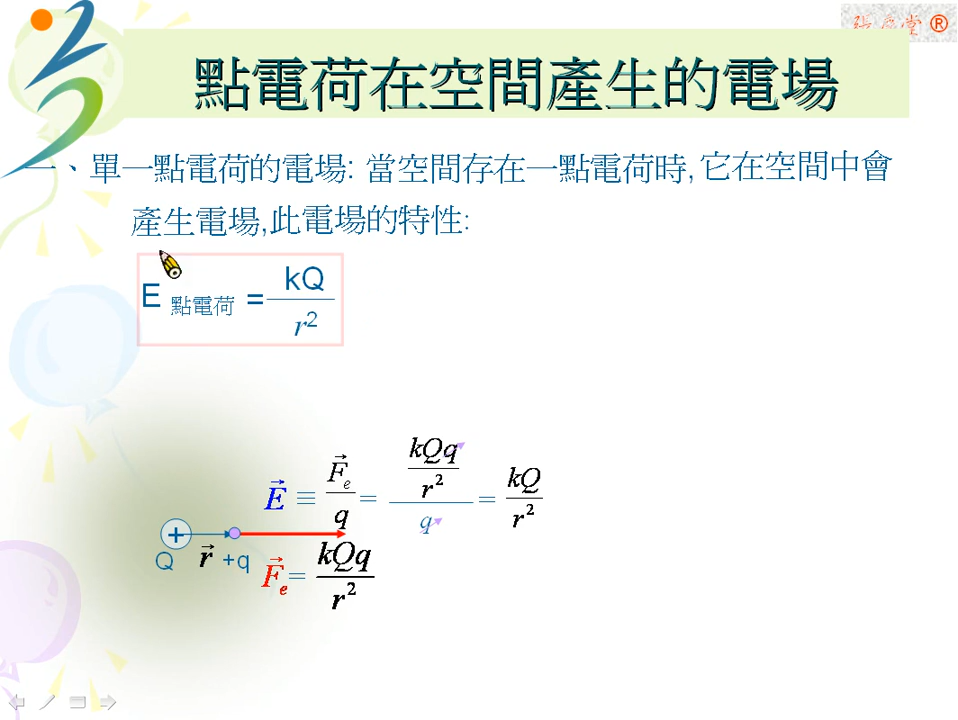 ®
點電荷在空間產生的電場
一、單一點電荷的電場: 當空間存在一點電荷時, 它在空間中會
產生電場,此電場的特性:
E 點電荷 = kQ / r²
E⃗ ≡ F⃗e / q = (kQq / r²) / q = kQ / r²
+
Q r⃗ +q F⃗e = kQq / r²